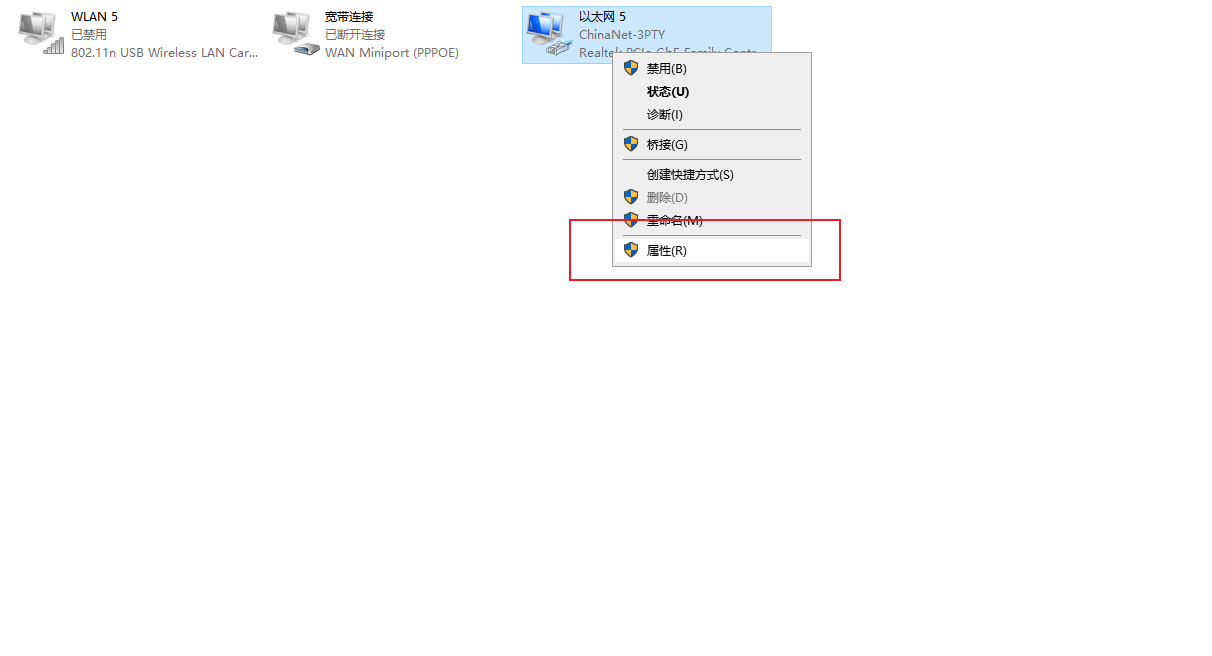 WLAN 5
已禁用
802.11n USB Wireless LAN Car...
宽带连接
已断开连接
WAN Miniport (PPPOE)
以太网 5
ChinaNet-3PTY
Realtek PCIe GbE Family Contr...
禁用(B)
状态(U)
诊断(I)
桥接(G)
创建快捷方式(S)
删除(D)
重命名(M)
属性(R)